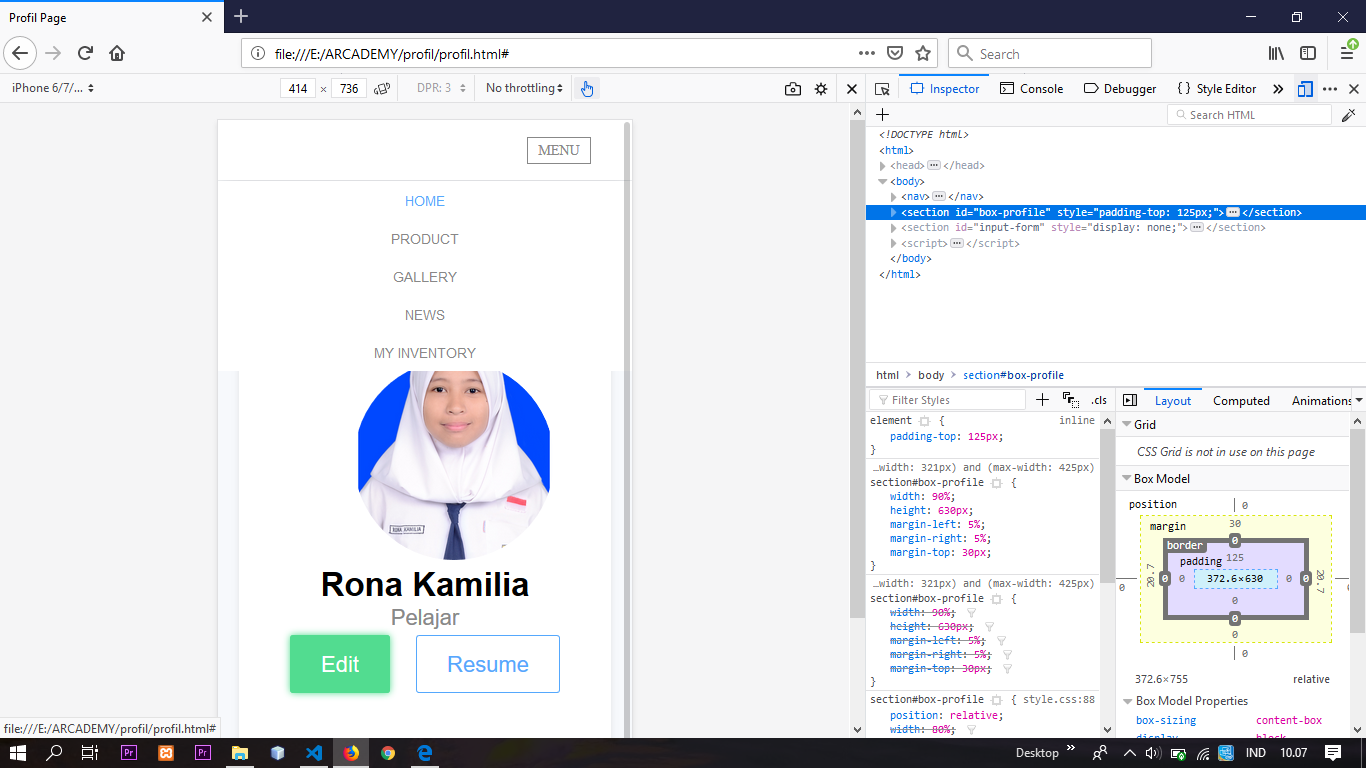 Profil Page
file:///E:/ARCADEMY/profil/profil.html#
Search
iPhone 6/7/...
414 × 736
DPR: 3
No throttling
Inspector
Console
Debugger
Style Editor
Search HTML
<!DOCTYPE html>
<html>
<head> </head>
<body>
<nav> </nav>
<section id="box-profile" style="padding-top: 125px;"> </section>
<section id="input-form" style="display: none;"> </section>
<script> </script>
</body>
</html>
MENU
HOME
PRODUCT
GALLERY
NEWS
MY INVENTORY
RONA KAMILIA
Rona Kamilia
Pelajar
Edit
Resume
file:///E:/ARCADEMY/profil/profil.html#
html > body > section#box-profile
Filter Styles
.cls
element { inline
padding-top: 125px;
}
…width: 321px) and (max-width: 425px)
section#box-profile {
width: 90%;
height: 630px;
margin-left: 5%;
margin-right: 5%;
margin-top: 30px;
}
…width: 321px) and (max-width: 425px)
section#box-profile {
width: 90%;
height: 630px;
margin-left: 5%;
margin-right: 5%;
margin-top: 30px;
}
section#box-profile { style.css:88
position: relative;
width: 80%;
Layout
Computed
Animations
Grid
CSS Grid is not in use on this page
Box Model
position 0
margin 30
border 0
padding 125
0 20.7 0 0 372.6×630 0 0 20.7 0
0
0
0
0
372.6×755 relative
Box Model Properties
box-sizing content-box
display block
Pr
Pr
Desktop
IND
10.07